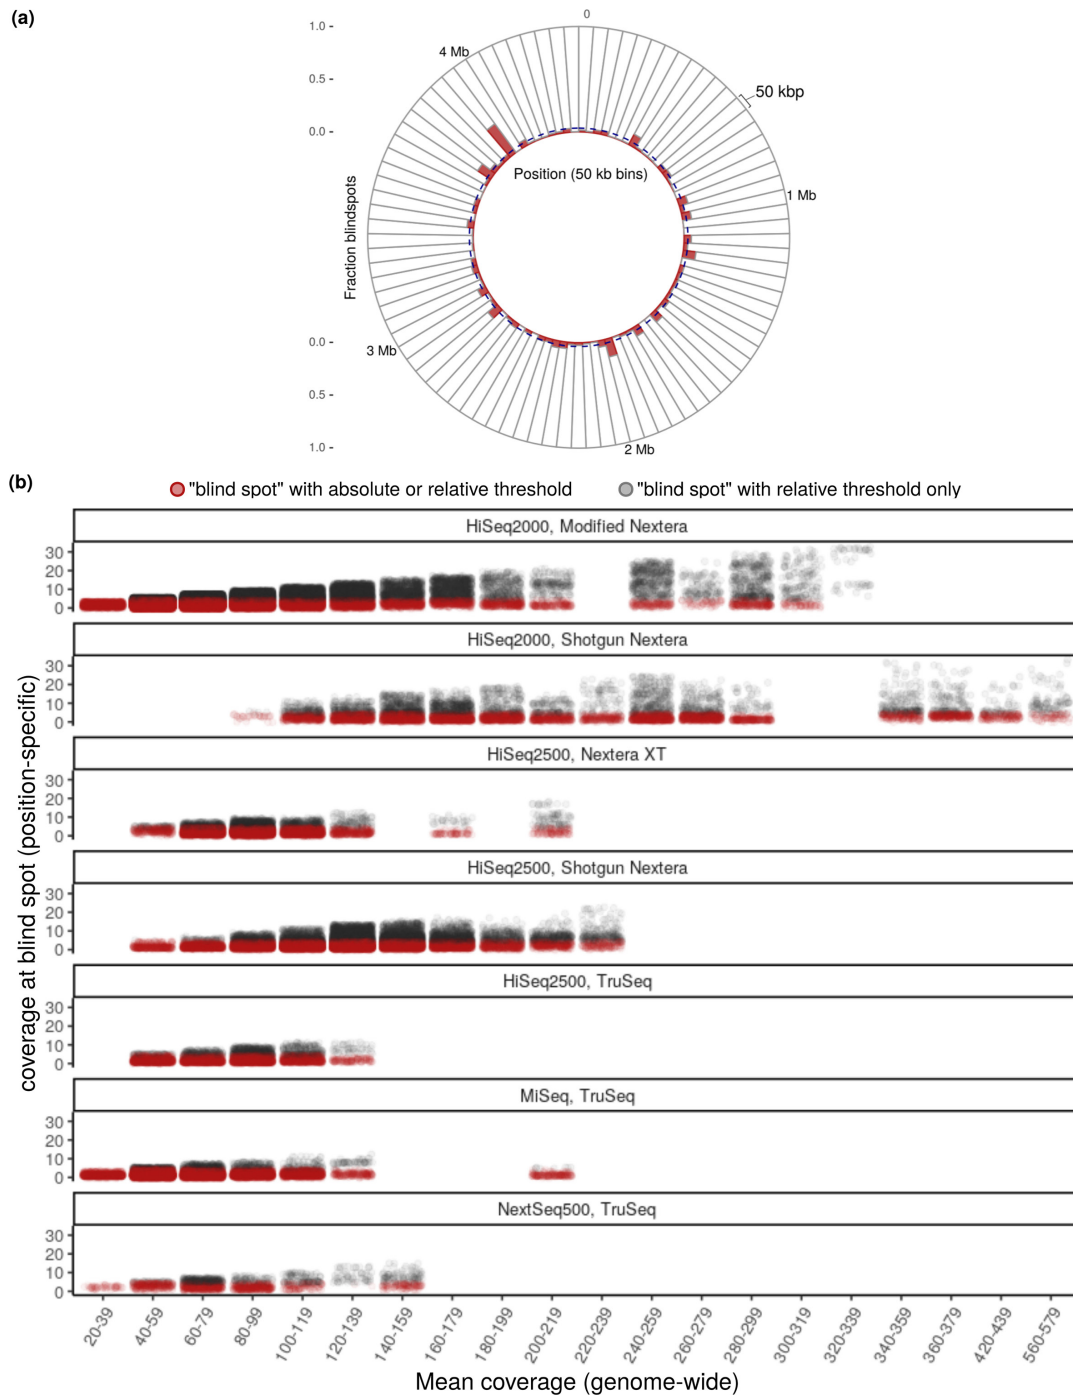 (a)
0
1.0
0.5
0.0
4 Mb
50 kbp
Position (50 kb bins)
1 Mb
Fraction blindspots
3 Mb
0.0
0.5
1.0
2 Mb
(b)
"blind spot" with absolute or relative threshold
"blind spot" with relative threshold only
coverage at blind spot (position-specific)
HiSeq2000, Modified Nextera
30
20
10
0
HiSeq2000, Shotgun Nextera
30
20
10
0
HiSeq2500, Nextera XT
30
20
10
0
HiSeq2500, Shotgun Nextera
30
20
10
0
HiSeq2500, TruSeq
30
20
10
0
MiSeq, TruSeq
30
20
10
0
NextSeq500, TruSeq
30
20
10
0
20-39
40-59
60-79
80-99
100-119
120-139
140-159
160-179
180-199
200-219
220-239
240-259
260-279
280-299
300-319
320-339
340-359
360-379
420-439
560-579
Mean coverage (genome-wide)